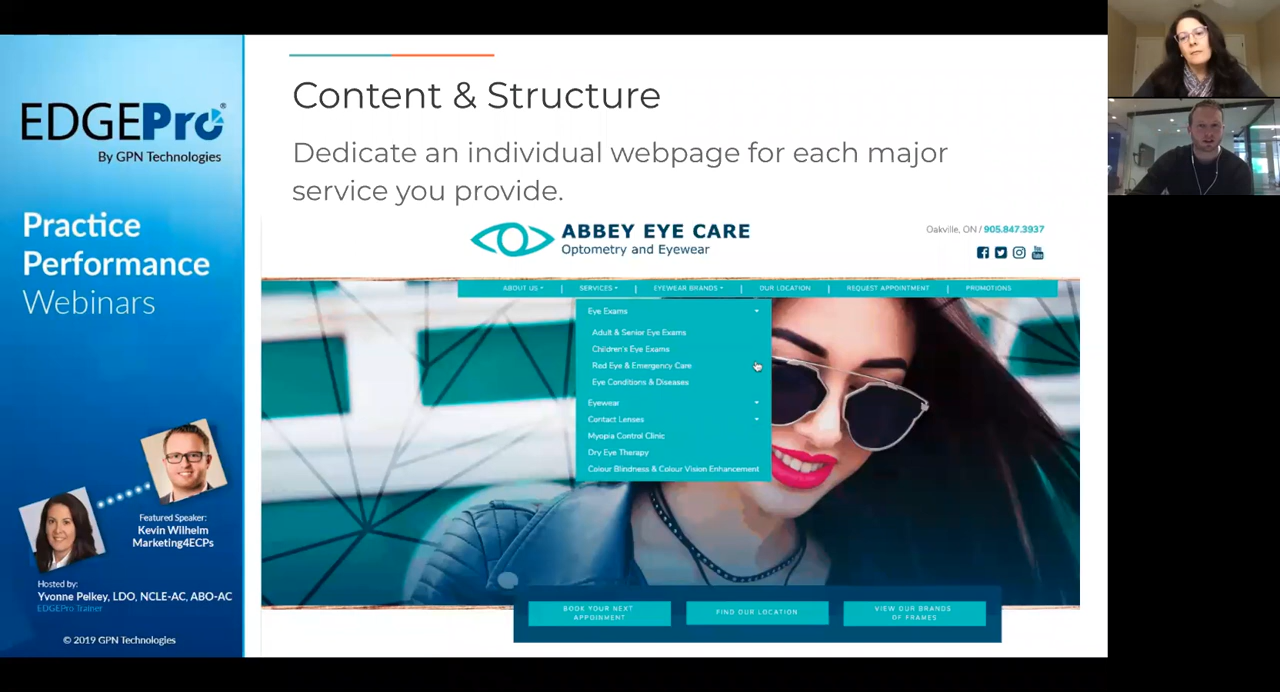 EDGEPro®
By GPN Technologies
Practice
Performance
Webinars
Featured Speaker:
Kevin Wilhelm
Marketing4ECPs
Hosted by:
Yvonne Pelkey, LDO, NCLE-AC, ABO-AC
EDGEPro Trainer
© 2019 GPN Technologies
Content & Structure
Dedicate an individual webpage for each major
service you provide.
ABBEY EYE CARE
Optometry and Eyewear
Oakville, ON / 905.847.3937
You
Tube
ABOUT US | SERVICES | EYEWEAR BRANDS | OUR LOCATION | REQUEST APPOINTMENT | PROMOTIONS
Eye Exams
Adult & Senior Eye Exams
Children's Eye Exams
Red Eye & Emergency Care
Eye Conditions & Diseases
Eyewear
Contact Lenses
Myopia Control Clinic
Dry Eye Therapy
Colour Blindness & Colour Vision Enhancement
BOOK YOUR NEXT
APPOINMENT
FIND OUR LOCATION
VIEW OUR BRANDS
OF FRAMES